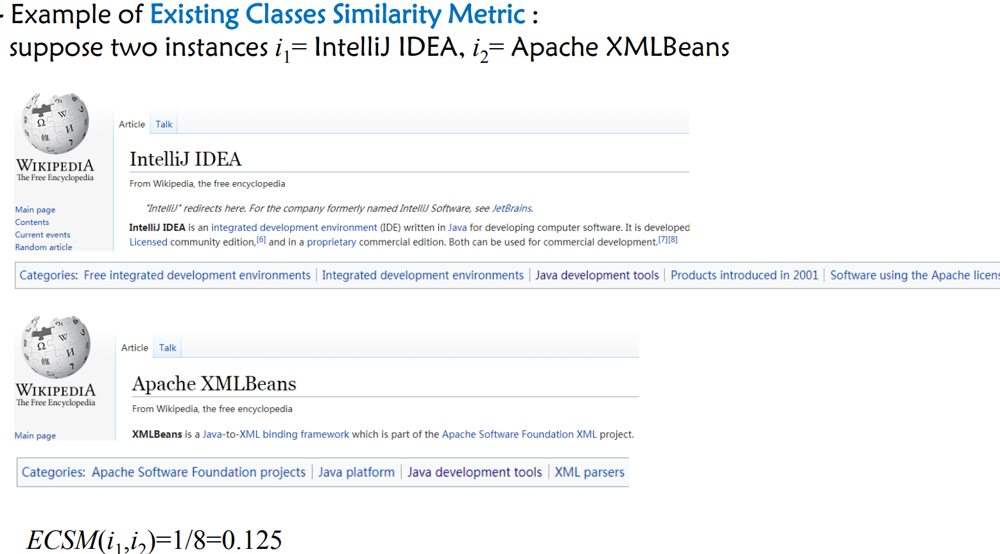 - Example of Existing Classes Similarity Metric :
suppose two instances i1= IntelliJ IDEA, i2= Apache XMLBeans
WIKIPEDIA
The Free Encyclopedia
Main page
Contents
Current events
Random article
Article Talk
IntelliJ IDEA
From Wikipedia, the free encyclopedia
"IntelliJ" redirects here. For the company formerly named IntelliJ Software, see JetBrains.
IntelliJ IDEA is an integrated development environment (IDE) written in Java for developing computer software. It is developed
Licensed community edition,[6] and in a proprietary commercial edition. Both can be used for commercial development.[7][8]
Categories: Free integrated development environments | Integrated development environments | Java development tools | Products introduced in 2001 | Software using the Apache licens
WIKIPEDIA
The Free Encyclopedia
Main page
Article Talk
Apache XMLBeans
From Wikipedia, the free encyclopedia
XMLBeans is a Java-to-XML binding framework which is part of the Apache Software Foundation XML project.
Categories: Apache Software Foundation projects | Java platform | Java development tools | XML parsers
ECSM(i1,i2)=1/8=0.125